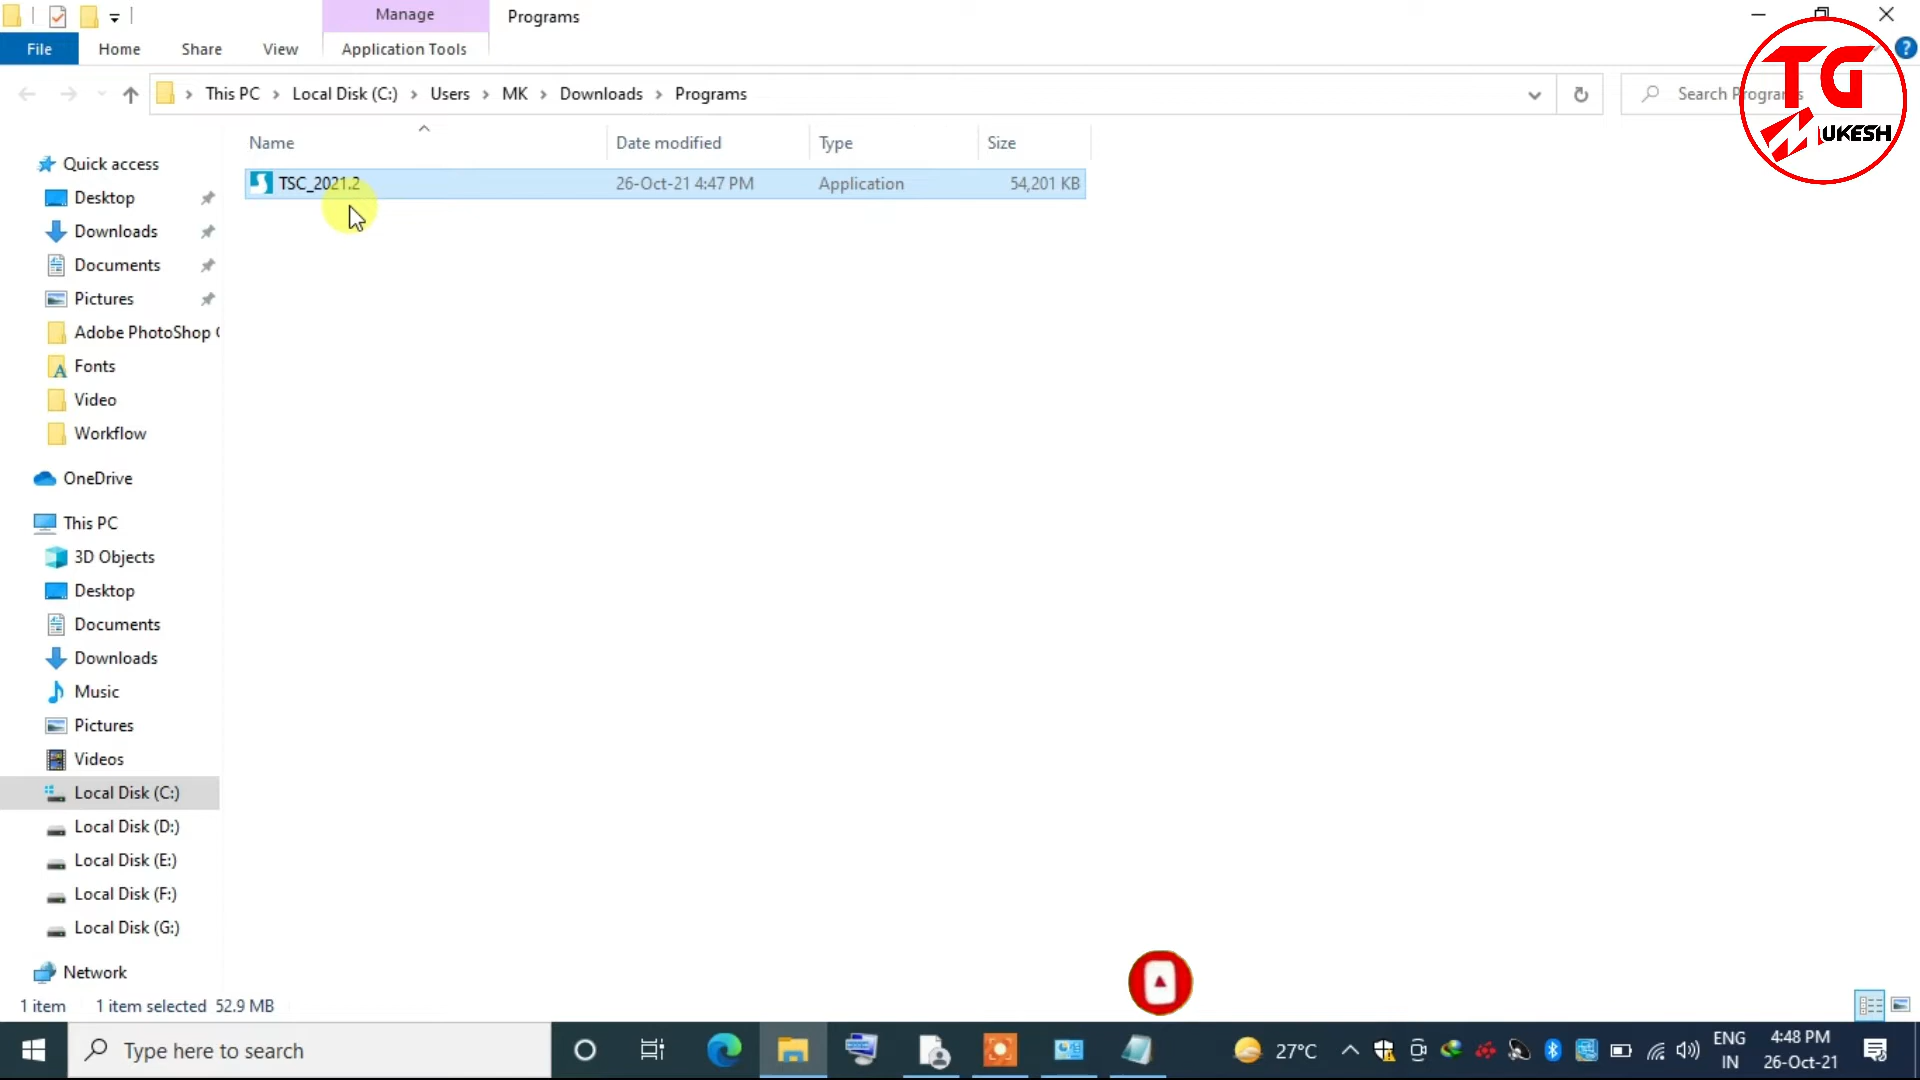 Manage
Programs
File
Home
Share
View
Application Tools
This PC
Local Disk (C:)
Users
MK
Downloads
Programs
Search Programs
TG
MUKESH
Name
Date modified
Type
Size
TSC_2021.2
26-Oct-21 4:47 PM
Application
54,201 KB
Quick access
Desktop
Downloads
Documents
Pictures
Adobe PhotoShop
Fonts
Video
Workflow
OneDrive
This PC
3D Objects
Desktop
Documents
Downloads
Music
Pictures
Videos
Local Disk (C:)
Local Disk (D:)
Local Disk (E:)
Local Disk (F:)
Local Disk (G:)
Network
1 item
1 item selected 52.9 MB
Type here to search
27°C
ENG
IN
4:48 PM
26-Oct-21